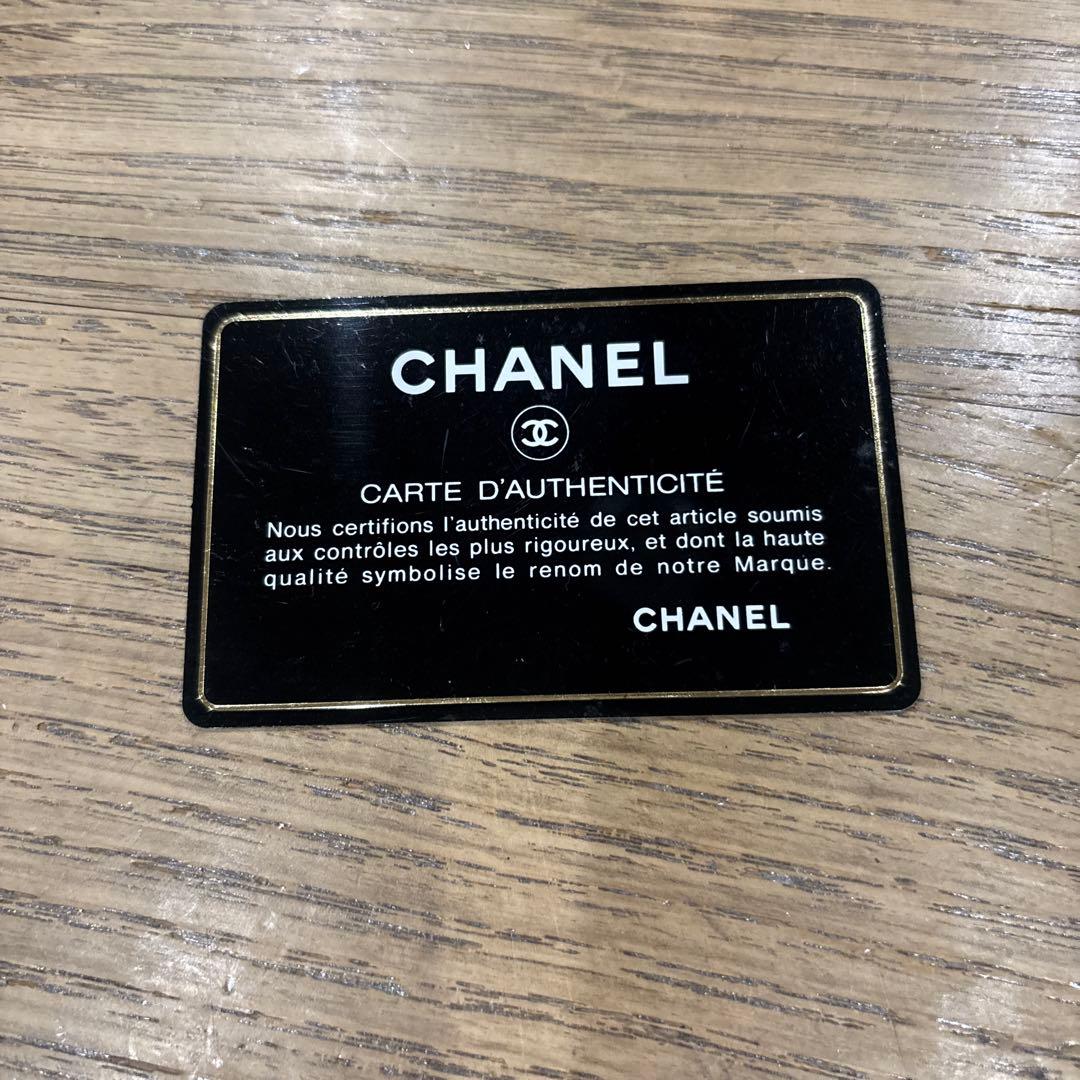 CHANEL
CARTE D'AUTHENTICITÉ
Nous certifions l'authenticité de cet article soumis
aux contrôles les plus rigoureux, et dont la haute
qualité symbolise le renom de notre Marque.
CHANEL